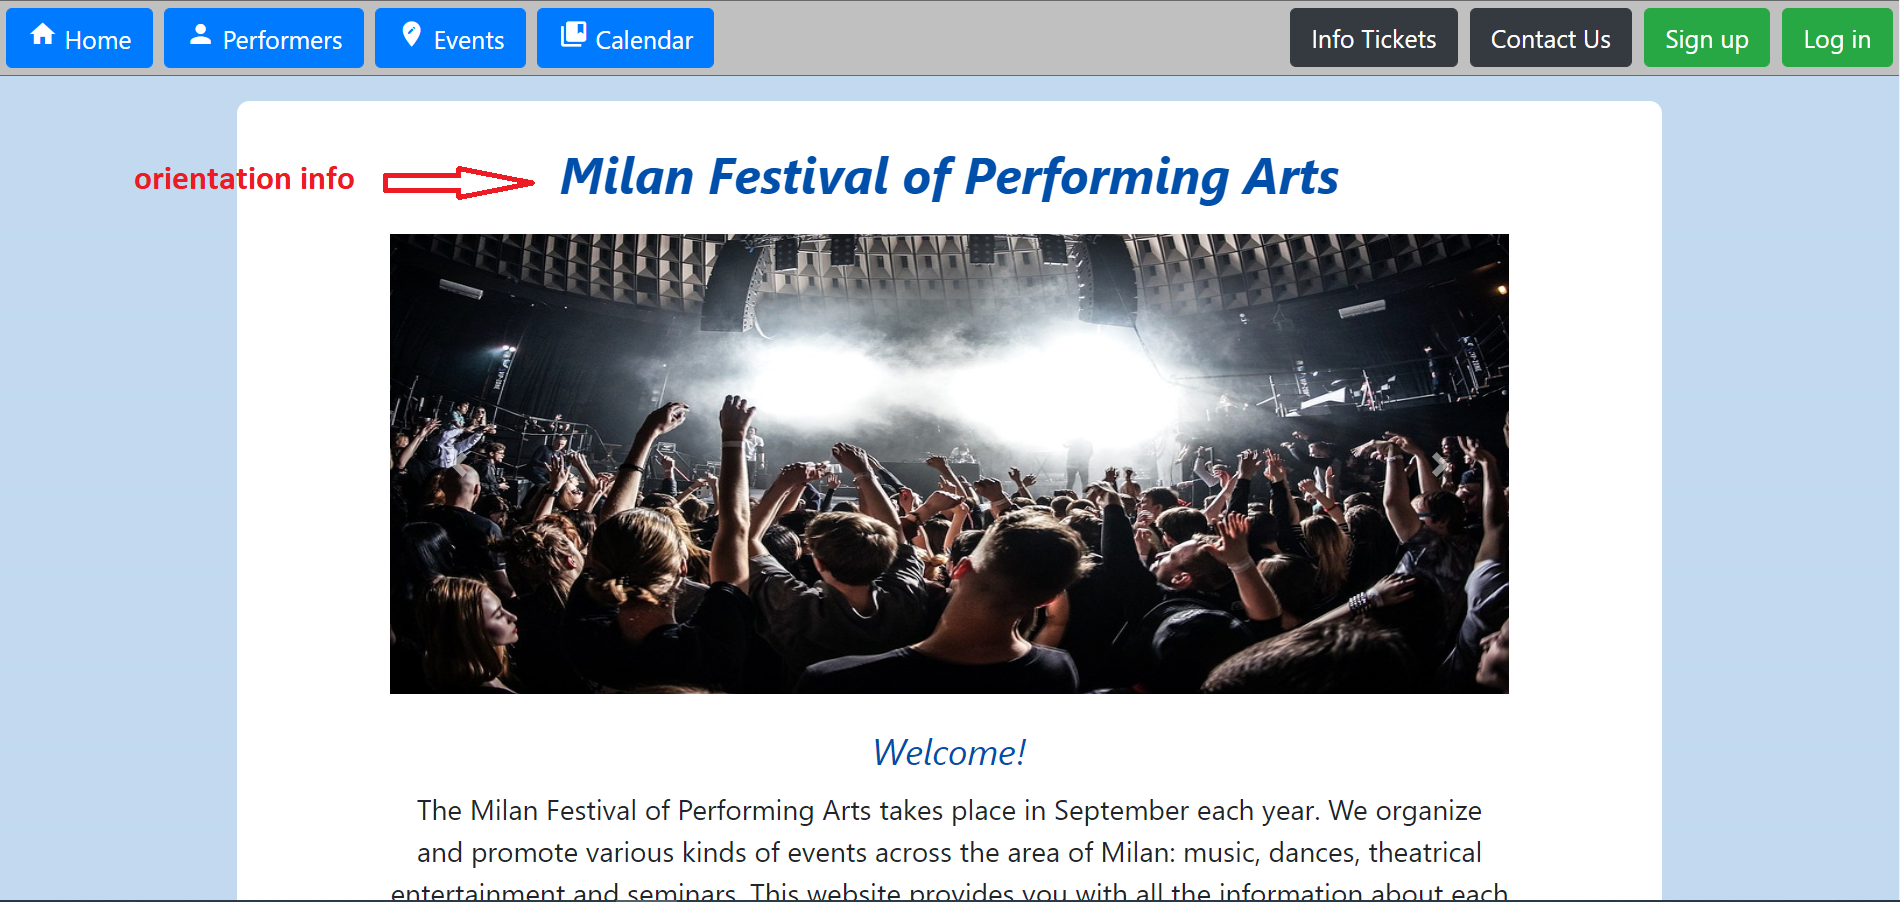 Home Performers Events Calendar Info Tickets Contact Us Sign up Log in
orientation info Milan Festival of Performing Arts
Welcome!
The Milan Festival of Performing Arts takes place in September each year. We organize
and promote various kinds of events across the area of Milan: music, dances, theatrical
entertainment and seminars. This website provides you with all the information about each